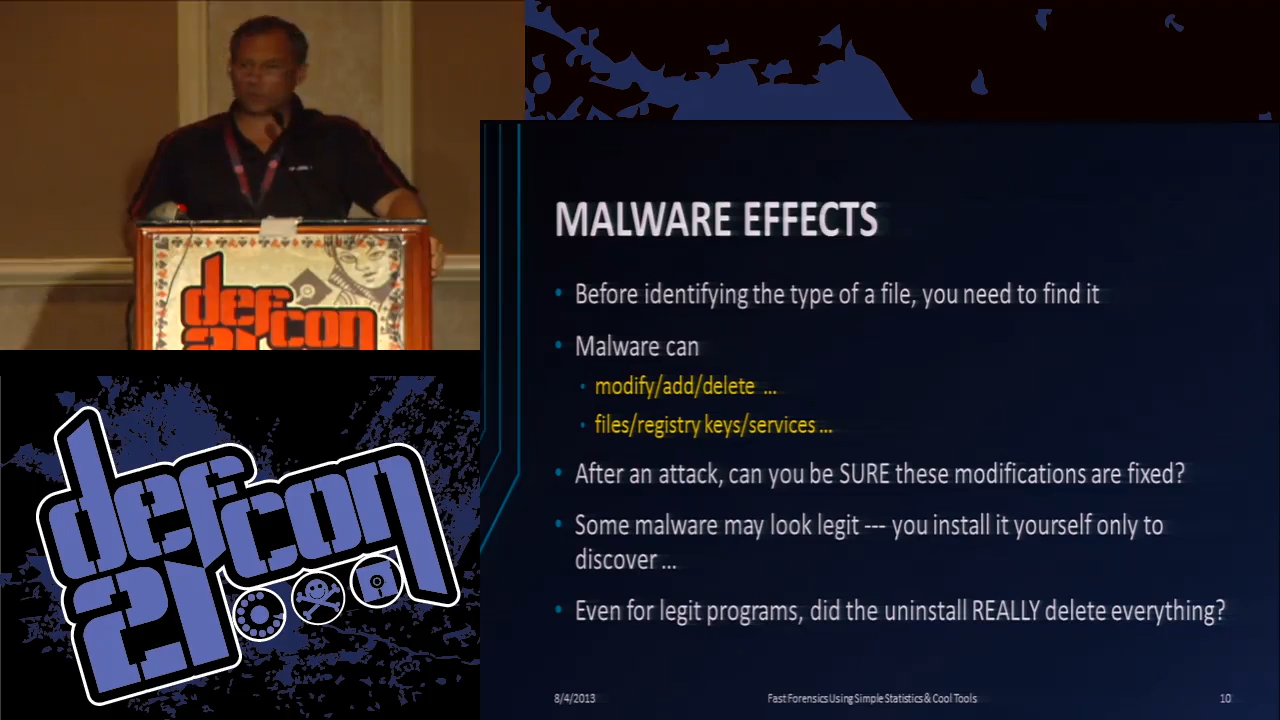 defcon
21
MALWARE EFFECTS
• Before identifying the type of a file, you need to find it
• Malware can
• modify/add/delete ...
• files/registry keys/services ...
• After an attack, can you be SURE these modifications are fixed?
• Some malware may look legit --- you install it yourself only to
discover ...
• Even for legit programs, did the uninstall REALLY delete everything?
8/4/2013
Fast Forensics Using Simple Statistics & Cool Tools
10
defcon
21